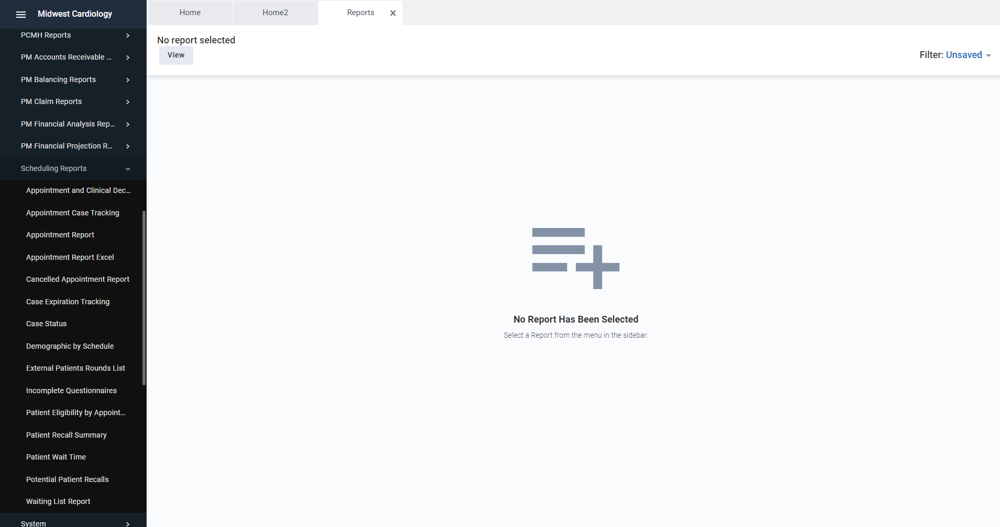 Midwest Cardiology
Home
Home2
Reports
PCMH Reports
PM Accounts Receivable ...
PM Balancing Reports
PM Claim Reports
PM Financial Analysis Rep...
PM Financial Projection R...
Scheduling Reports
Appointment and Clinical Dec...
Appointment Case Tracking
Appointment Report
Appointment Report Excel
Cancelled Appointment Report
Case Expiration Tracking
Case Status
Demographic by Schedule
External Patients Rounds List
Incomplete Questionnaires
Patient Eligibility by Appoint...
Patient Recall Summary
Patient Wait Time
Potential Patient Recalls
Waiting List Report
System
No report selected
View
Filter: Unsaved
No Report Has Been Selected
Select a Report from the menu in the sidebar.